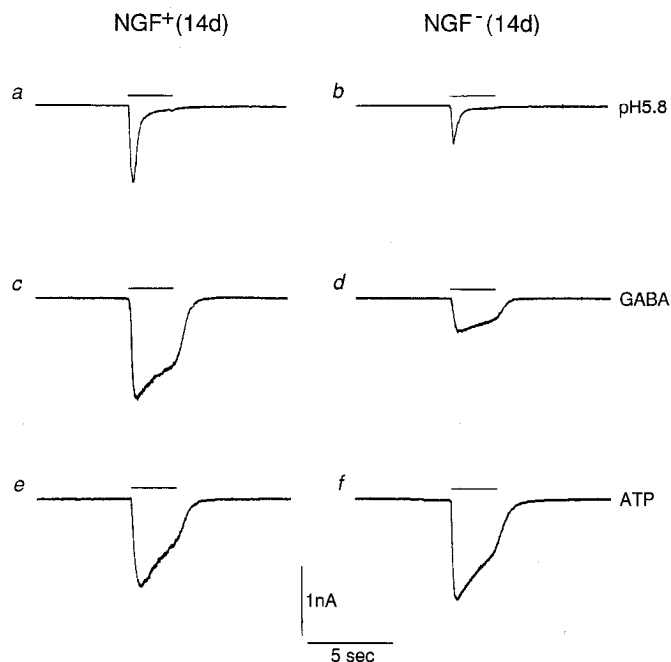 NGF⁺(14d) NGF⁻(14d)
a b pH5.8
c d GABA
e f ATP
1nA
5 sec